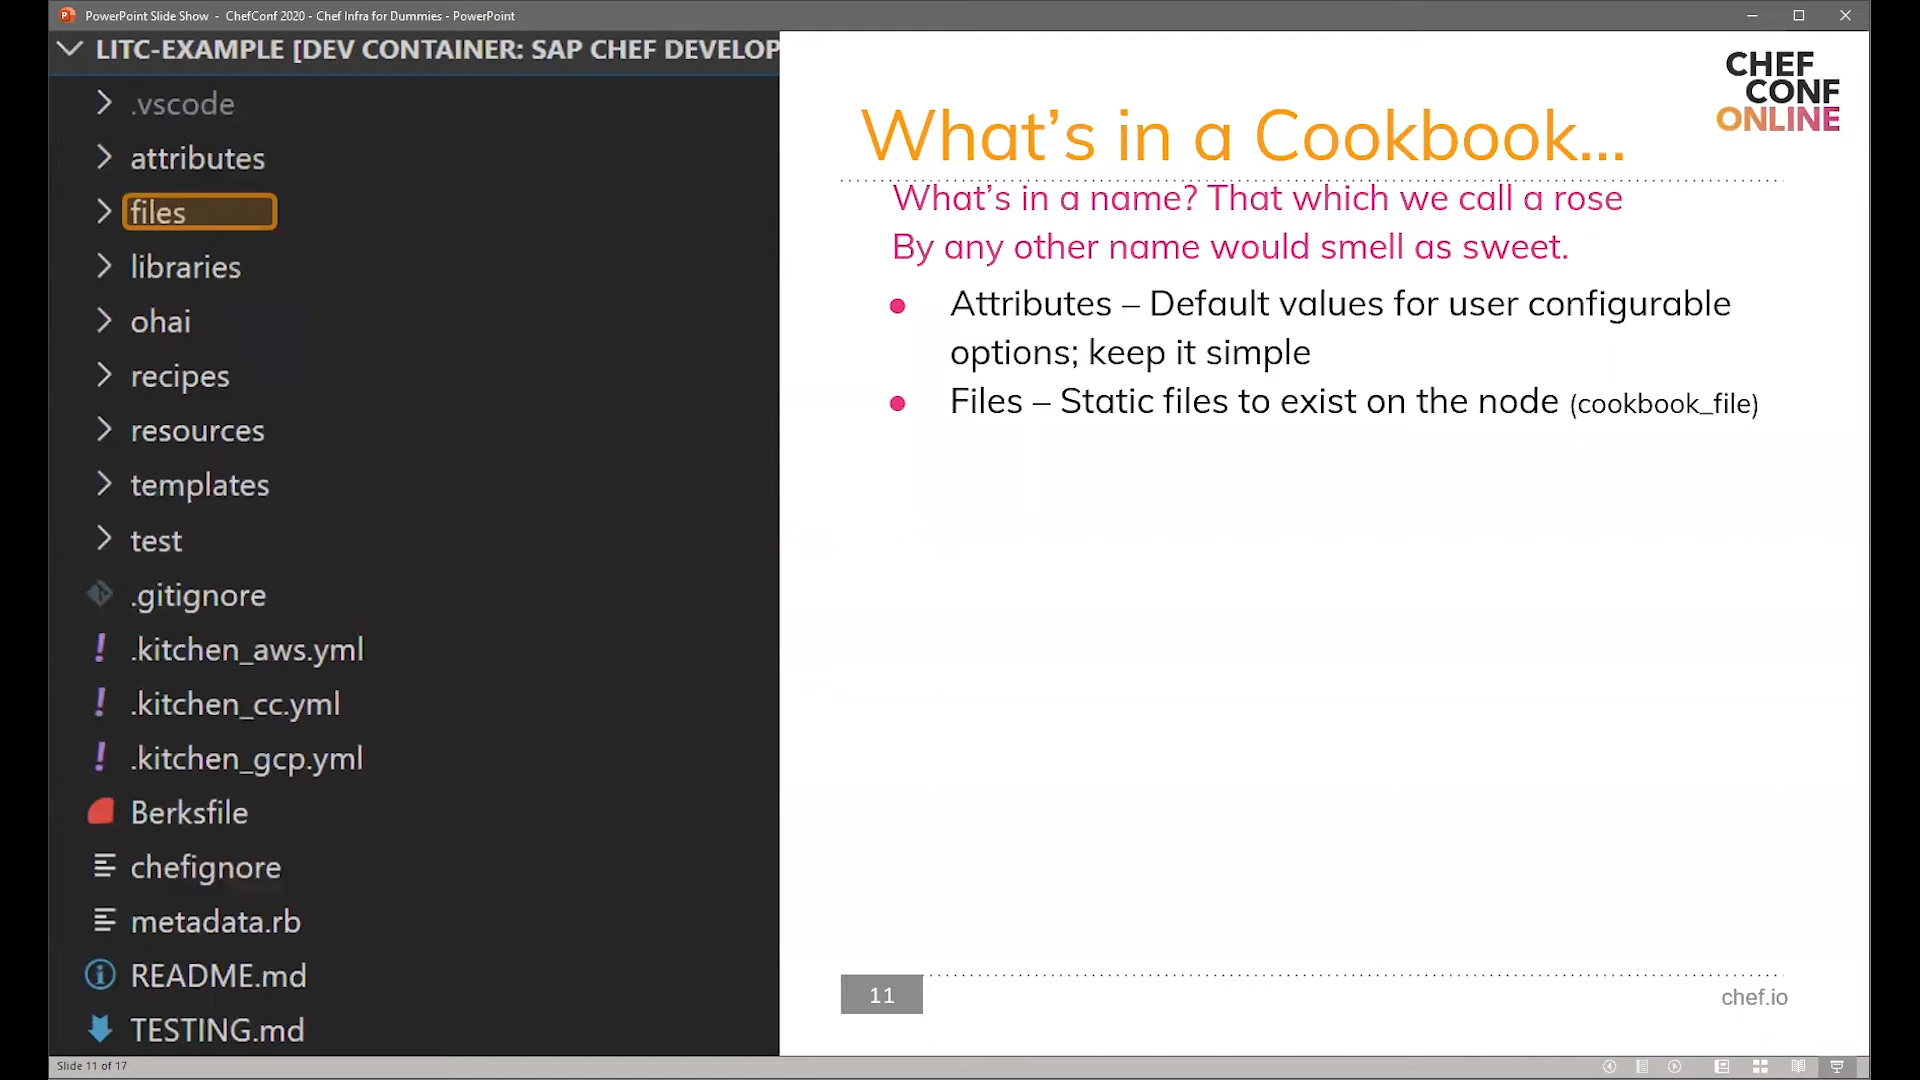 PowerPoint Slide Show - ChefConf 2020 - Chef Infra for Dummies - PowerPoint
LITC-EXAMPLE [DEV CONTAINER: SAP CHEF DEVELOP
.vscode
attributes
files
libraries
ohai
recipes
resources
templates
test
.gitignore
.kitchen_aws.yml
.kitchen_cc.yml
.kitchen_gcp.yml
Berksfile
chefignore
metadata.rb
README.md
TESTING.md
CHEF
CONF
ONLINE
What’s in a Cookbook...
What’s in a name? That which we call a rose
By any other name would smell as sweet.
● Attributes – Default values for user configurable
options; keep it simple
● Files – Static files to exist on the node (cookbook_file)
11
chef.io
Slide 11 of 17